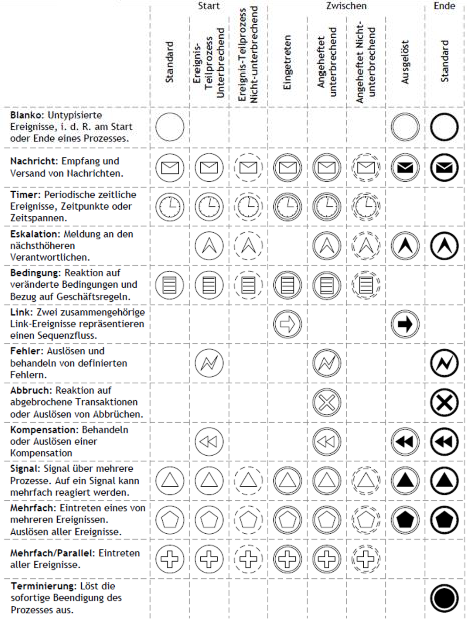 Start
Zwischen
Ende
Standard
Ereignis-
Teilprozess
Unterbrechend
Ereignis-Teilprozess
Nicht-unterbrechend
Eingetreten
Angeheftet
unterbrechend
Angeheftet Nicht-
unterbrechend
Ausgelöst
Standard
Blanko: Untypisierte
Ereignisse, i. d. R. am Start
oder Ende eines Prozesses.
Nachricht: Empfang und
Versand von Nachrichten.
Timer: Periodische zeitliche
Ereignisse, Zeitpunkte oder
Zeitspannen.
Eskalation: Meldung an den
nächsthöheren
Verantwortlichen.
Bedingung: Reaktion auf
veränderte Bedingungen und
Bezug auf Geschäftsregeln.
Link: Zwei zusammengehörige
Link-Ereignisse repräsentieren
einen Sequenzfluss.
Fehler: Auslösen und
behandeln von definierten
Fehlern.
Abbruch: Reaktion auf
abgebrochene Transaktionen
oder Auslösen von Abbrüchen.
Kompensation: Behandeln
oder Auslösen einer
Kompensation
Signal: Signal über mehrere
Prozesse. Auf ein Signal kann
mehrfach reagiert werden.
Mehrfach: Eintreten eines von
mehreren Ereignissen.
Auslösen aller Ereignisse.
Mehrfach/Parallel: Eintreten
aller Ereignisse.
Terminierung: Löst die
sofortige Beendigung des
Prozesses aus.